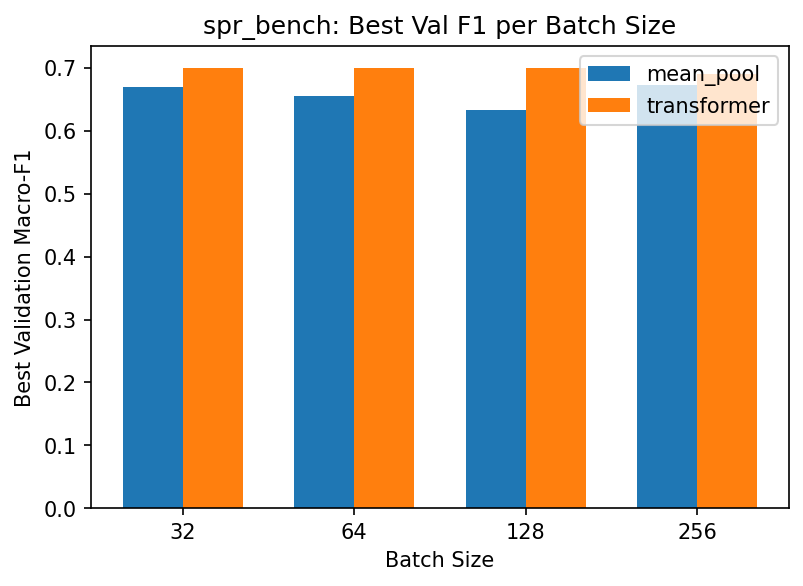 spr_bench: Best Val F1 per Batch Size
mean_pool
transformer
Best Validation Macro-F1
0.7
0.6
0.5
0.4
0.3
0.2
0.1
0.0
32 64 128 256
Batch Size